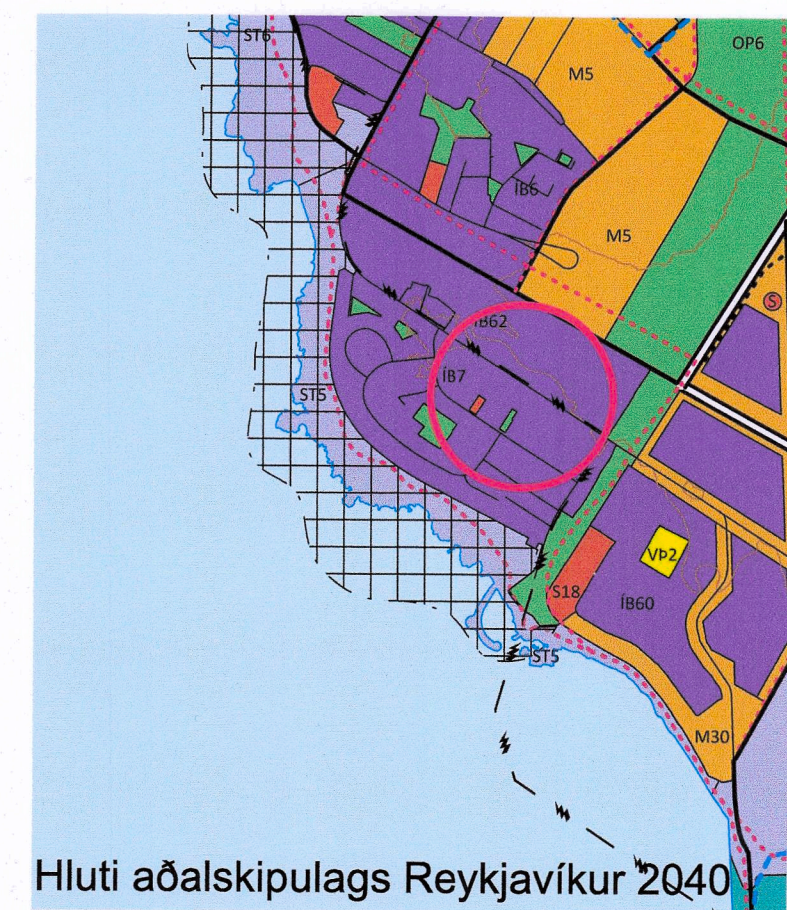 ST6
OP6
M5
ÍB6
M5
S
ÍB62
ÍB7
ST5
VÞ2
S18
ÍB60
ST5
M30
Hluti aðalskipulags Reykjavíkur 2040